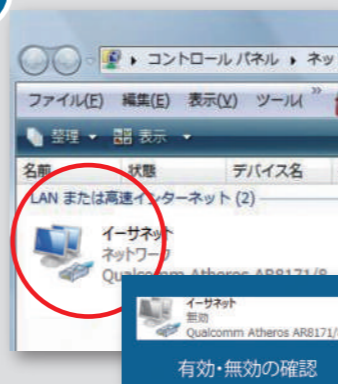 コントロール パネル ▸ ネッ
ファイル(E) 編集(E) 表示(V) ツール( »
整理 ▼ 表示 ▼
名前 状態 デバイス名
LAN または高速インターネット (2)
イーサネット
ネットワーク
Qualcomm Atheros AR8171/8
イーサネット
無効
Qualcomm Atheros AR8171/
有効・無効の確認